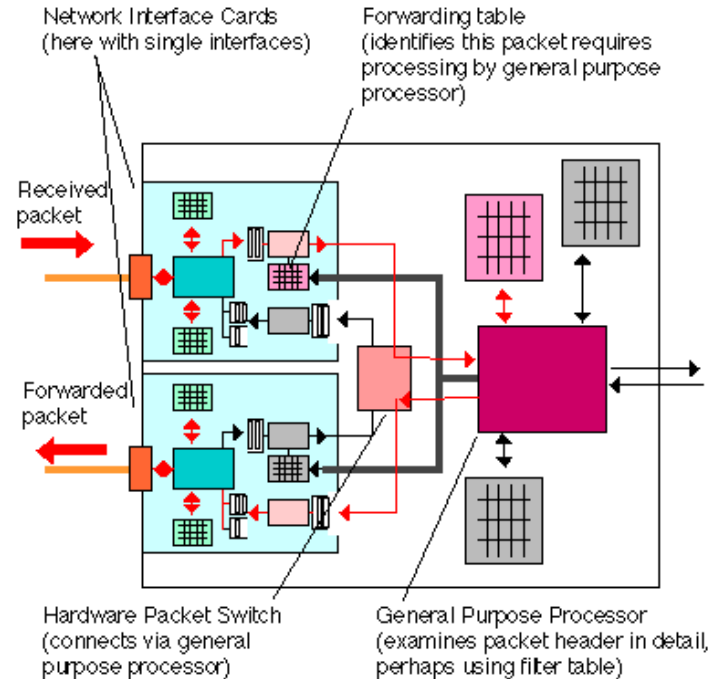 Network Interface Cards
(here with single interfaces)
Forwarding table
(identifies this packet requires
processing by general purpose
processor)
Received
packet
Forwarded
packet
Hardware Packet Switch
(connects via general
purpose processor)
General Purpose Processor
(examines packet header in detail,
perhaps using filter table)